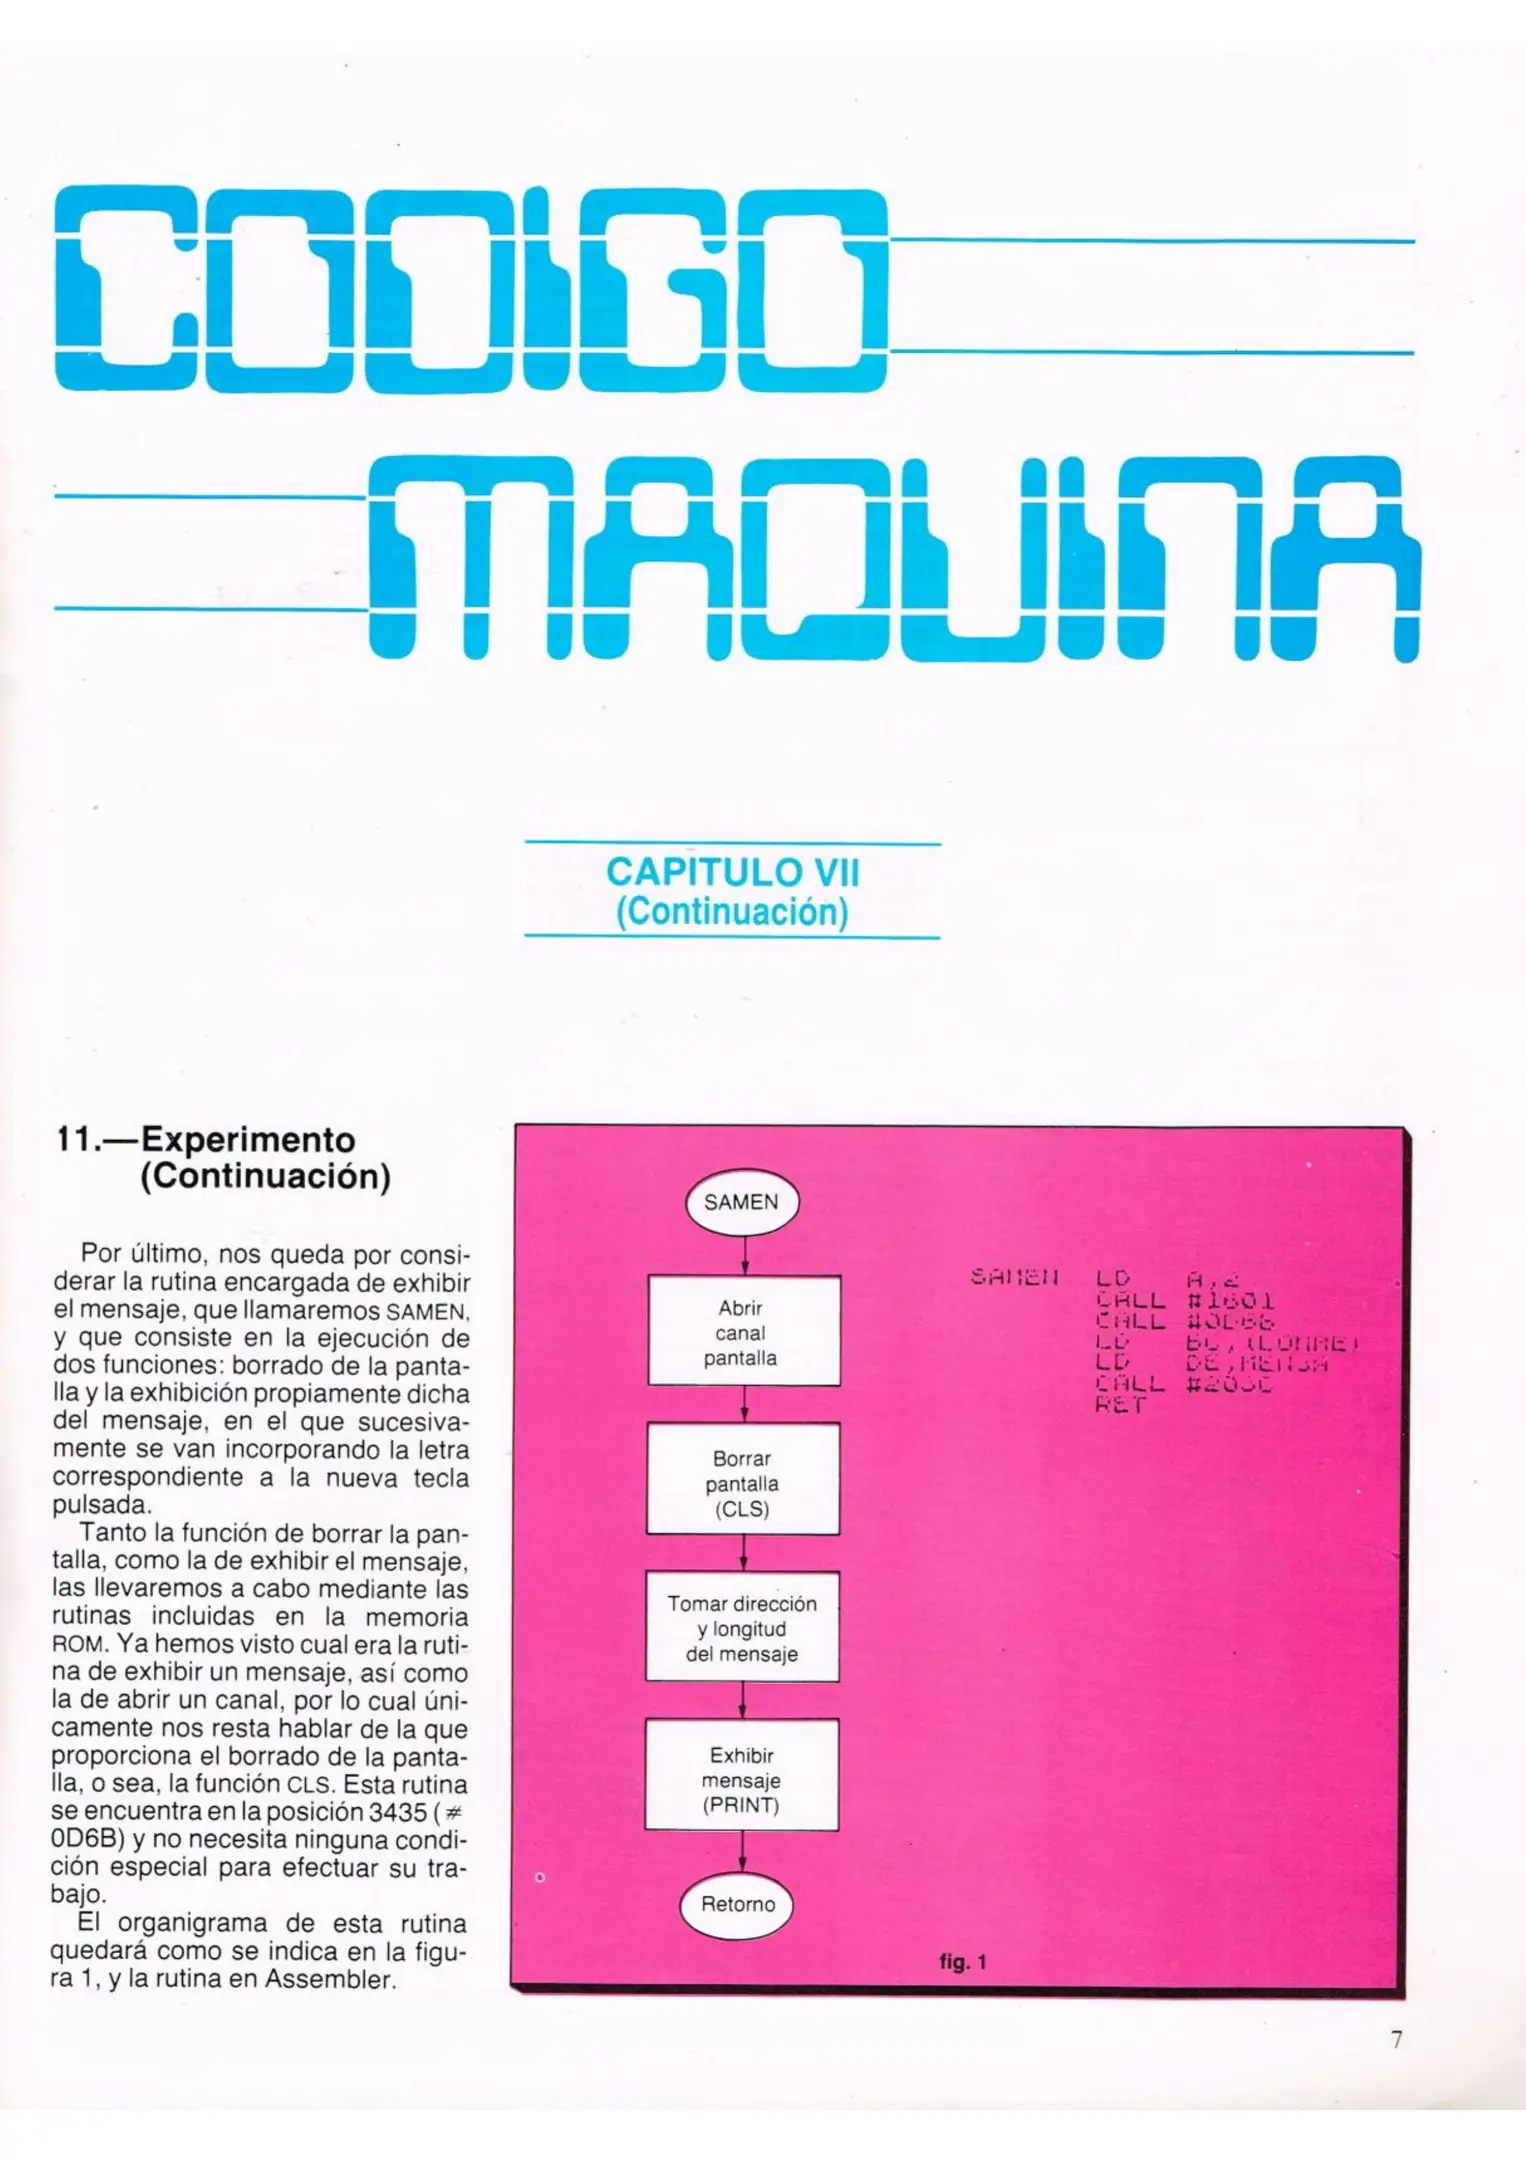 CODIGO
MAQUINA
CAPITULO VII
(Continuación)
11.—Experimento
(Continuación)
Por último, nos queda por consi-
derar la rutina encargada de exhibir
el mensaje, que llamaremos SAMEN,
y que consiste en la ejecución de
dos funciones: borrado de la panta-
lla y la exhibición propiamente dicha
del mensaje, en el que sucesiva-
mente se van incorporando la letra
correspondiente a la nueva tecla
pulsada.
Tanto la función de borrar la pan-
talla, como la de exhibir el mensaje,
las llevaremos a cabo mediante las
rutinas incluidas en la memoria
ROM. Ya hemos visto cual era la ruti-
na de exhibir un mensaje, así como
la de abrir un canal, por lo cual úni-
camente nos resta hablar de la que
proporciona el borrado de la panta-
lla, o sea, la función CLS. Esta rutina
se encuentra en la posición 3435 ( #
0D6B) y no necesita ninguna condi-
ción especial para efectuar su tra-
bajo.
El organigrama de esta rutina
quedará como se indica en la figu-
ra 1, y la rutina en Assembler.
SAMEN
Abrir
canal
pantalla
Borrar
pantalla
(CLS)
Tomar dirección
y longitud
del mensaje
Exhibir
mensaje
(PRINT)
Retorno
SAMEN LD A,2
CALL #1601
CALL #0D6B
LD BC,(LONME)
LD DE,MENSA
CALL #203C
RET
fig. 1
7